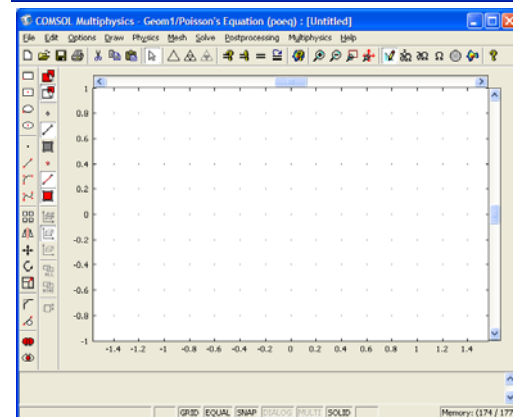 COMSOL Multiphysics - Geom1/Poisson's Equation (poeq) : [Untitled]
File Edit Options Draw Physics Mesh Solve Postprocessing Multiphysics Help
1
0.8
0.6
0.4
0.2
0
-0.2
-0.4
-0.6
-0.8
-1
-1.4 -1.2 -1 -0.8 -0.6 -0.4 -0.2 0 0.2 0.4 0.6 0.8 1 1.2 1.4
GRID EQUAL SNAP DIALOG MULTI SOLID Memory: (174 / 177